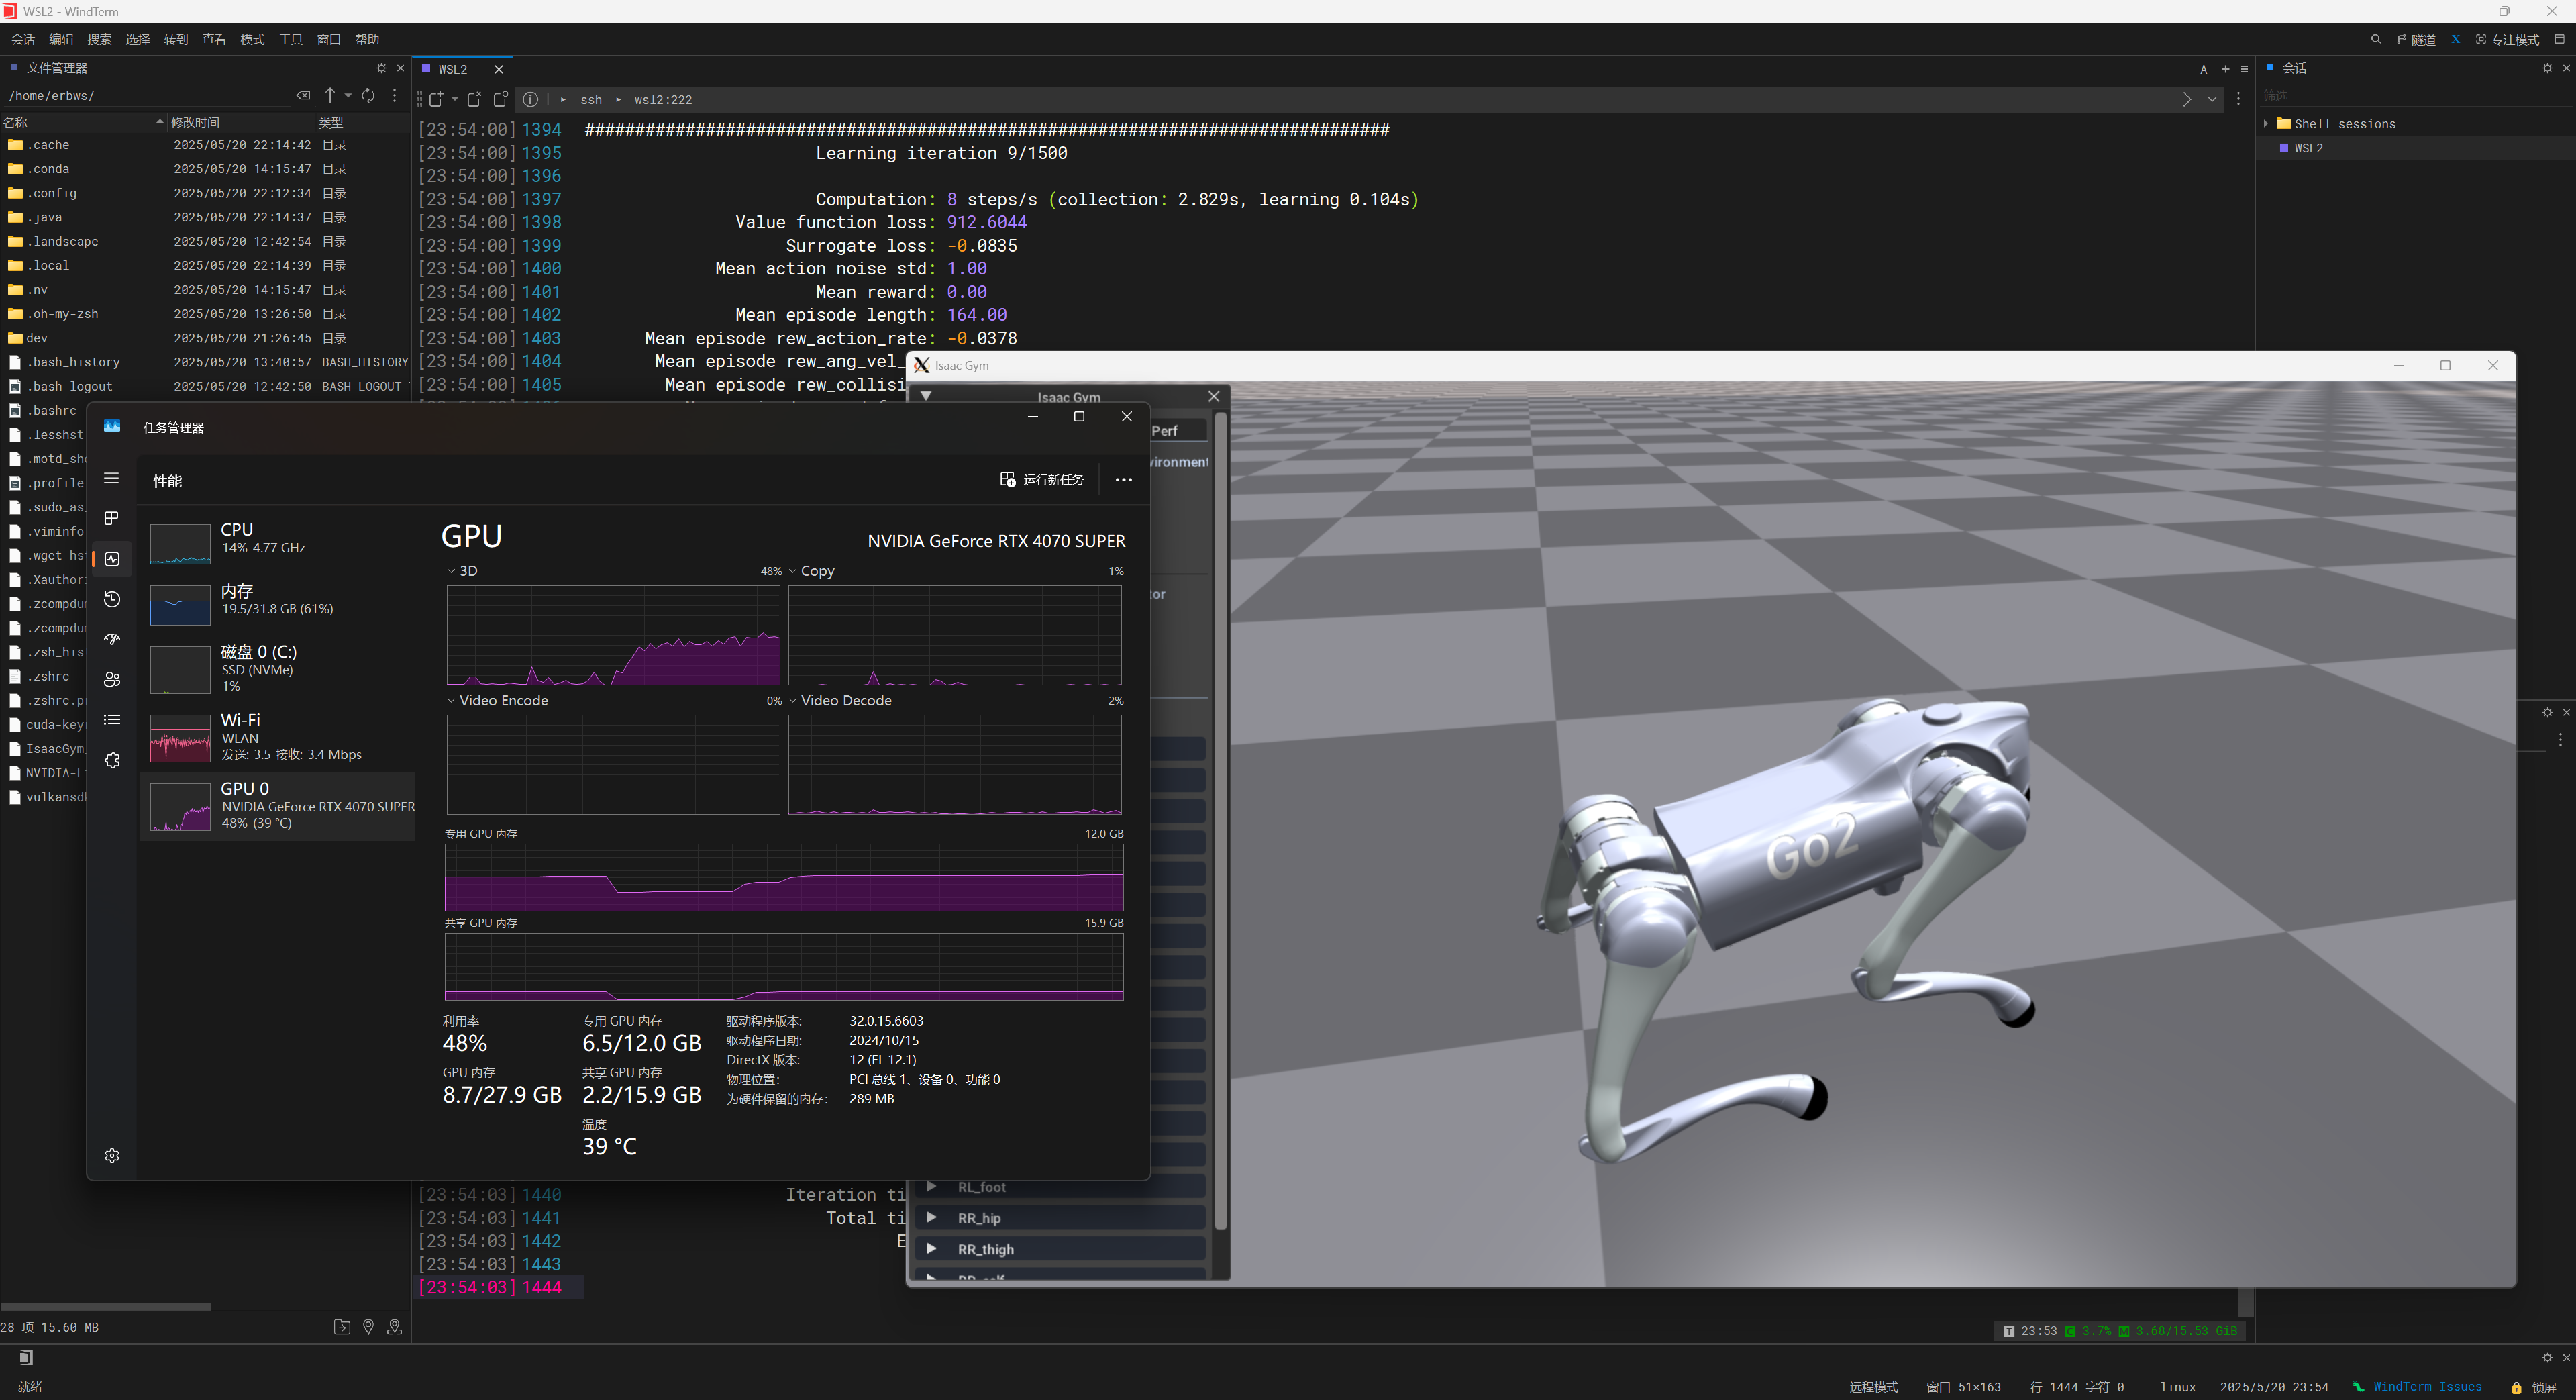 WSL2 - WindTerm
会话 编辑 搜索 选择 转到 查看 模式 工具 窗口 帮助
隧道 X 专注模式
文件管理器
/home/erbws/
名称 修改时间 类型
.cache 2025/05/20 22:14:42 目录
.conda 2025/05/20 14:15:47 目录
.config 2025/05/20 22:12:34 目录
.java 2025/05/20 22:14:37 目录
.landscape 2025/05/20 12:42:54 目录
.local 2025/05/20 22:14:39 目录
.nv 2025/05/20 14:15:47 目录
.oh-my-zsh 2025/05/20 13:26:50 目录
dev 2025/05/20 21:26:45 目录
.bash_history 2025/05/20 13:40:57 BASH_HISTORY
.bash_logout 2025/05/20 12:42:50 BASH_LOGOUT
.bashrc
.lesshst
.motd_sho
.profile
.sudo_as_
.viminfo
.wget-hst
.Xauthori
.zcompdum
.zcompdum
.zsh_hist
.zshrc
.zshrc.pr
cuda-keyr
IsaacGym_
NVIDIA-Li
vulkansdk
28 项 15.60 MB
WSL2
A + ≡
ssh wsl2:222
[23:54:00] 1394 ################################################################################
[23:54:00] 1395 Learning iteration 9/1500
[23:54:00] 1396
[23:54:00] 1397 Computation: 8 steps/s (collection: 2.829s, learning 0.104s)
[23:54:00] 1398 Value function loss: 912.6044
[23:54:00] 1399 Surrogate loss: -0.0835
[23:54:00] 1400 Mean action noise std: 1.00
[23:54:00] 1401 Mean reward: 0.00
[23:54:00] 1402 Mean episode length: 164.00
[23:54:00] 1403 Mean episode rew_action_rate: -0.0378
[23:54:00] 1404 Mean episode rew_ang_vel_
[23:54:00] 1405 Mean episode rew_collisi
[23:54:03] 1440 Iteration ti
[23:54:03] 1441 Total ti
[23:54:03] 1442 E
[23:54:03] 1443
[23:54:03] 1444
会话
筛选
Shell sessions
WSL2
任务管理器
性能
运行新任务
CPU
14% 4.77 GHz
内存
19.5/31.8 GB (61%)
磁盘 0 (C:)
SSD (NVMe)
1%
Wi-Fi
WLAN
发送: 3.5 接收: 3.4 Mbps
GPU 0
NVIDIA GeForce RTX 4070 SUPER
48% (39 °C)
GPU
NVIDIA GeForce RTX 4070 SUPER
3D 48% Copy 1%
Video Encode 0% Video Decode 2%
专用 GPU 内存 12.0 GB
共享 GPU 内存 15.9 GB
利用率
48%
GPU 内存
8.7/27.9 GB
专用 GPU 内存
6.5/12.0 GB
共享 GPU 内存
2.2/15.9 GB
温度
39 °C
驱动程序版本: 32.0.15.6603
驱动程序日期: 2024/10/15
DirectX 版本: 12 (FL 12.1)
物理位置: PCI 总线 1、设备 0、功能 0
为硬件保留的内存: 289 MB
Isaac Gym
Isaac Gym
Perf
vironment
tor
RL_foot
RR_hip
RR_thigh
Go2
T 23:53 C 3.7% M 3.68/15.53 GiB
就绪
远程模式 窗口 51×163 行 1444 字符 0 linux 2025/5/20 23:54 WindTerm Issues 锁屏